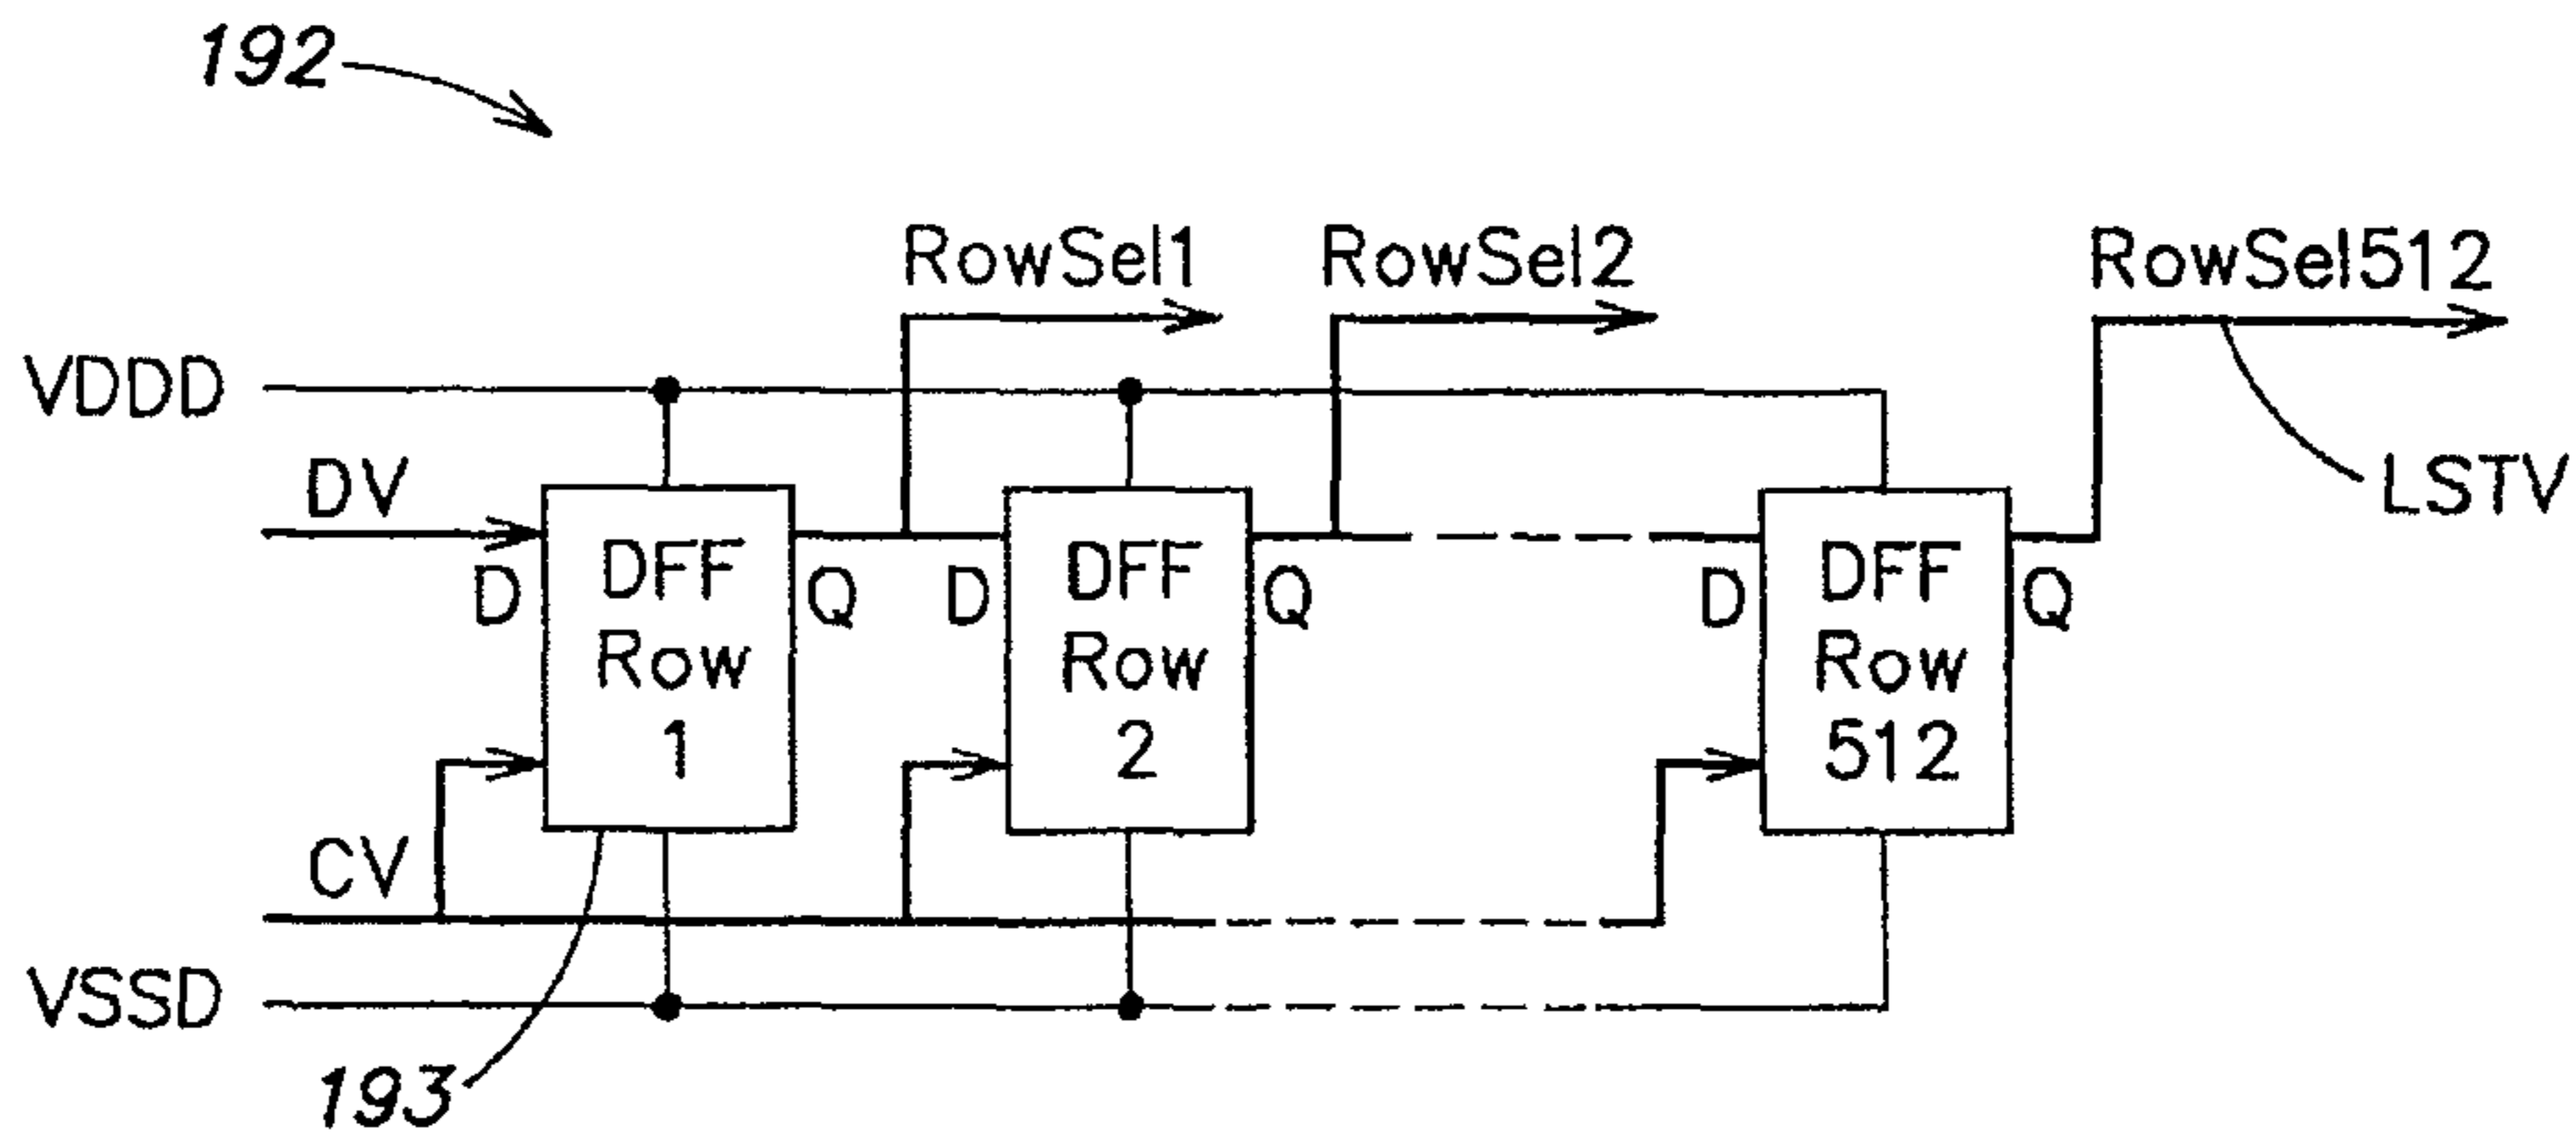 192
RowSel1
RowSel2
RowSel512
VDDD
DV
LSTV
D
DFF
Row
1
Q
D
DFF
Row
2
Q
D
DFF
Row
512
Q
CV
VSSD
193